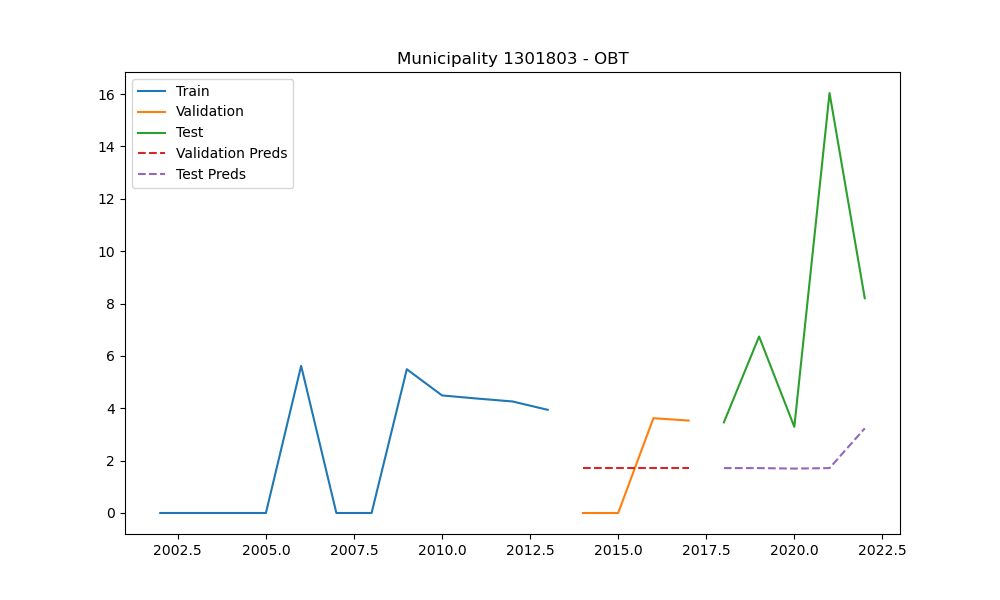 Municipality 1301803 - OBT
Train
Validation
Test
Validation Preds
Test Preds
16
14
12
10
8
6
4
2
0
2002.5 2005.0 2007.5 2010.0 2012.5 2015.0 2017.5 2020.0 2022.5